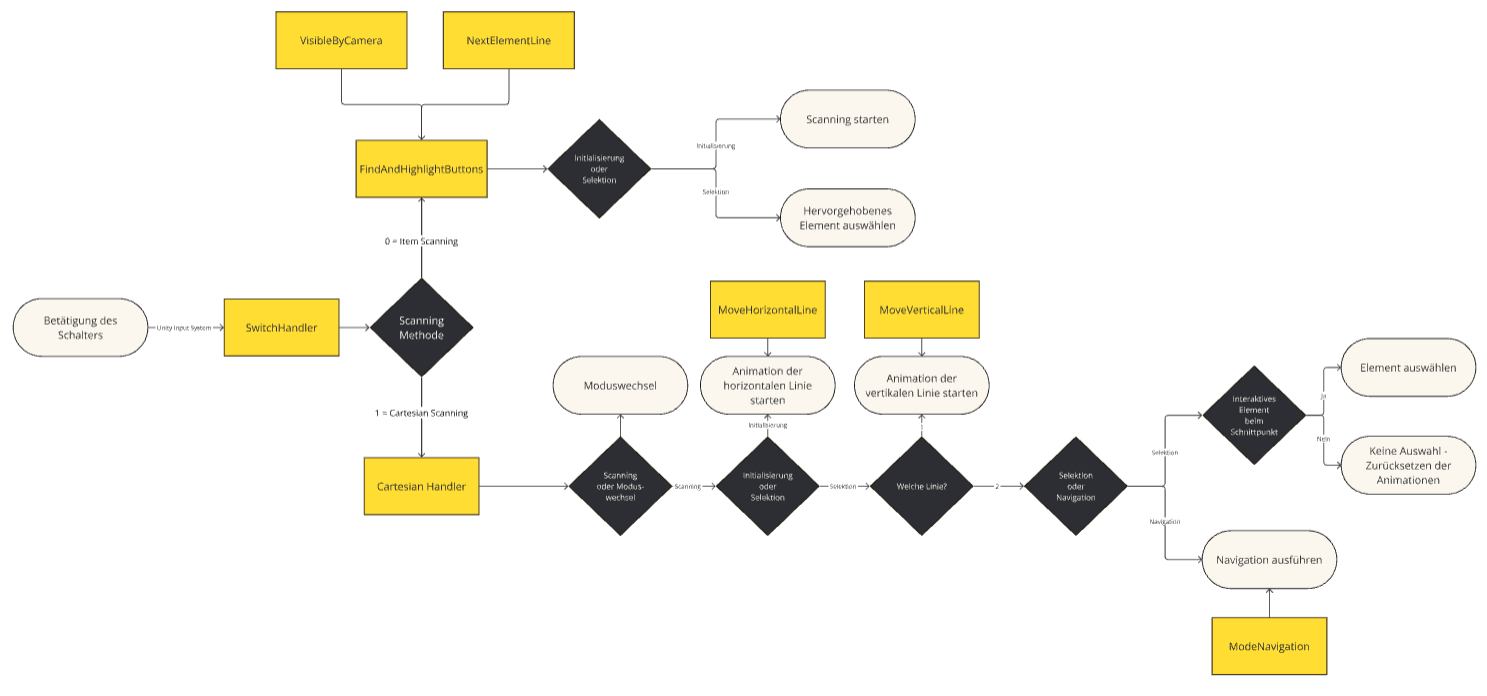 VisibleByCamera
NextElementLine
FindAndHighlightButtons
Initialisierung
oder
Selektion
Initialisierung
Selektion
Scanning starten
Hervorgehobenes
Element auswählen
0 = Item Scanning
Betätigung des
Schalters
Unity Input System
SwitchHandler
Scanning
Methode
1 = Cartesian Scanning
Cartesian Handler
Moduswechsel
Scanning
oder Modus-
wechsel
Scanning
MoveHorizontalLine
Animation der
horizontalen Linie
starten
Initialisierung
Initialisierung
oder
Selektion
Selektion
MoveVerticalLine
Animation der
vertikalen Linie starten
Welche Linie?
2
Selektion
oder
Navigation
Selektion
Navigation
Interaktives
Element
beim
Schnittpunkt
Ja
Nein
Element auswählen
Keine Auswahl -
Zurücksetzen der
Animationen
Navigation ausführen
ModeNavigation